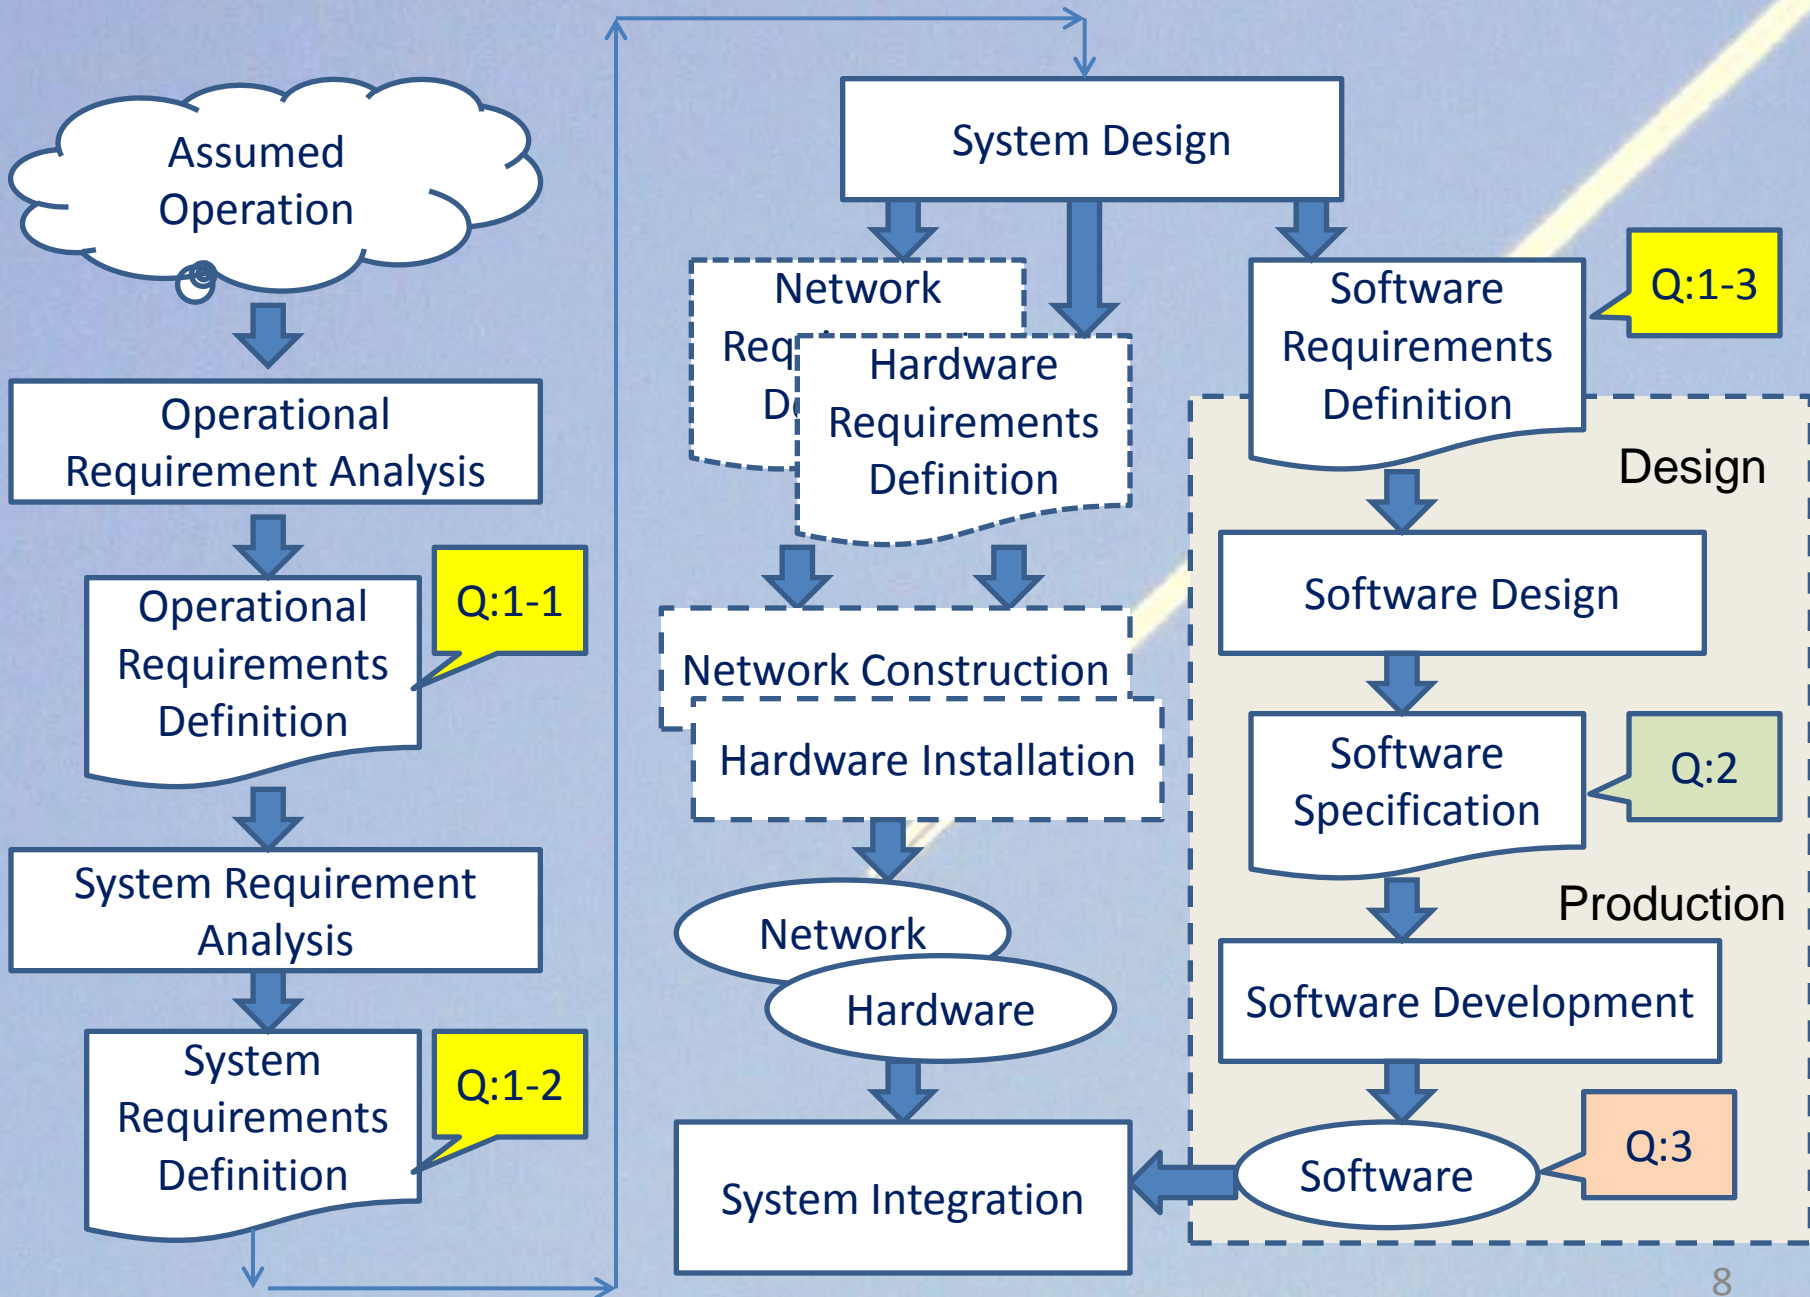 Assumed
Operation
Operational
Requirement Analysis
Operational
Requirements
Definition
Q:1-1
System Requirement
Analysis
System
Requirements
Definition
Q:1-2
System Design
Network
Req
D
Hardware
Requirements
Definition
Network Construction
Hardware Installation
Network
Hardware
System Integration
Software
Requirements
Definition
Q:1-3
Design
Software Design
Software
Specification
Q:2
Production
Software Development
Software
Q:3
8